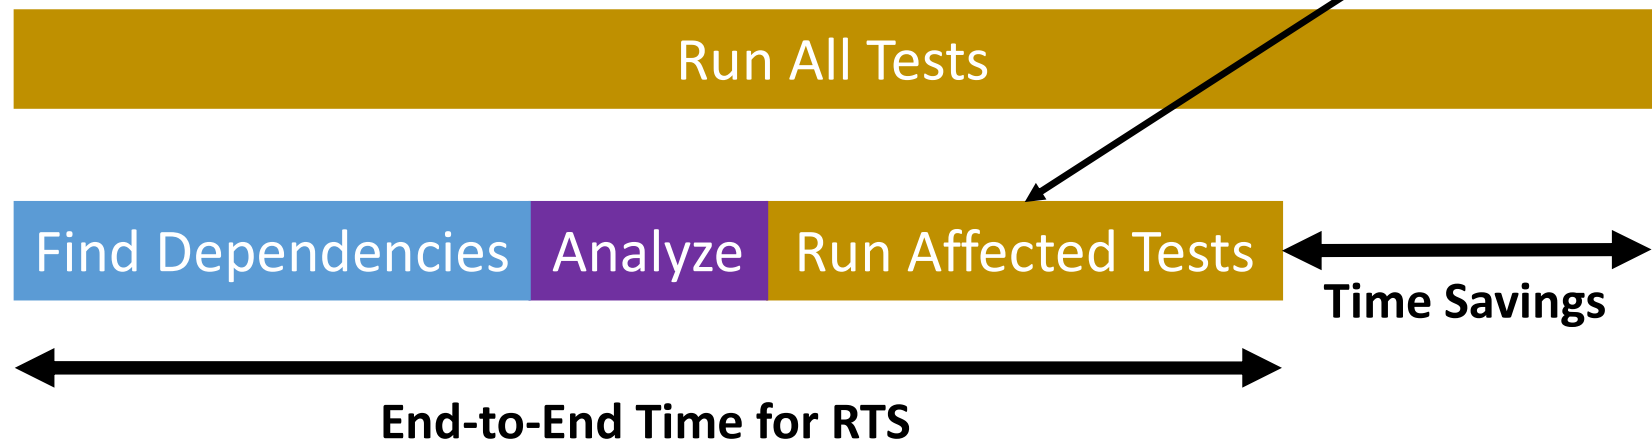 Run All Tests
Find Dependencies Analyze Run Affected Tests
Time Savings
End-to-End Time for RTS